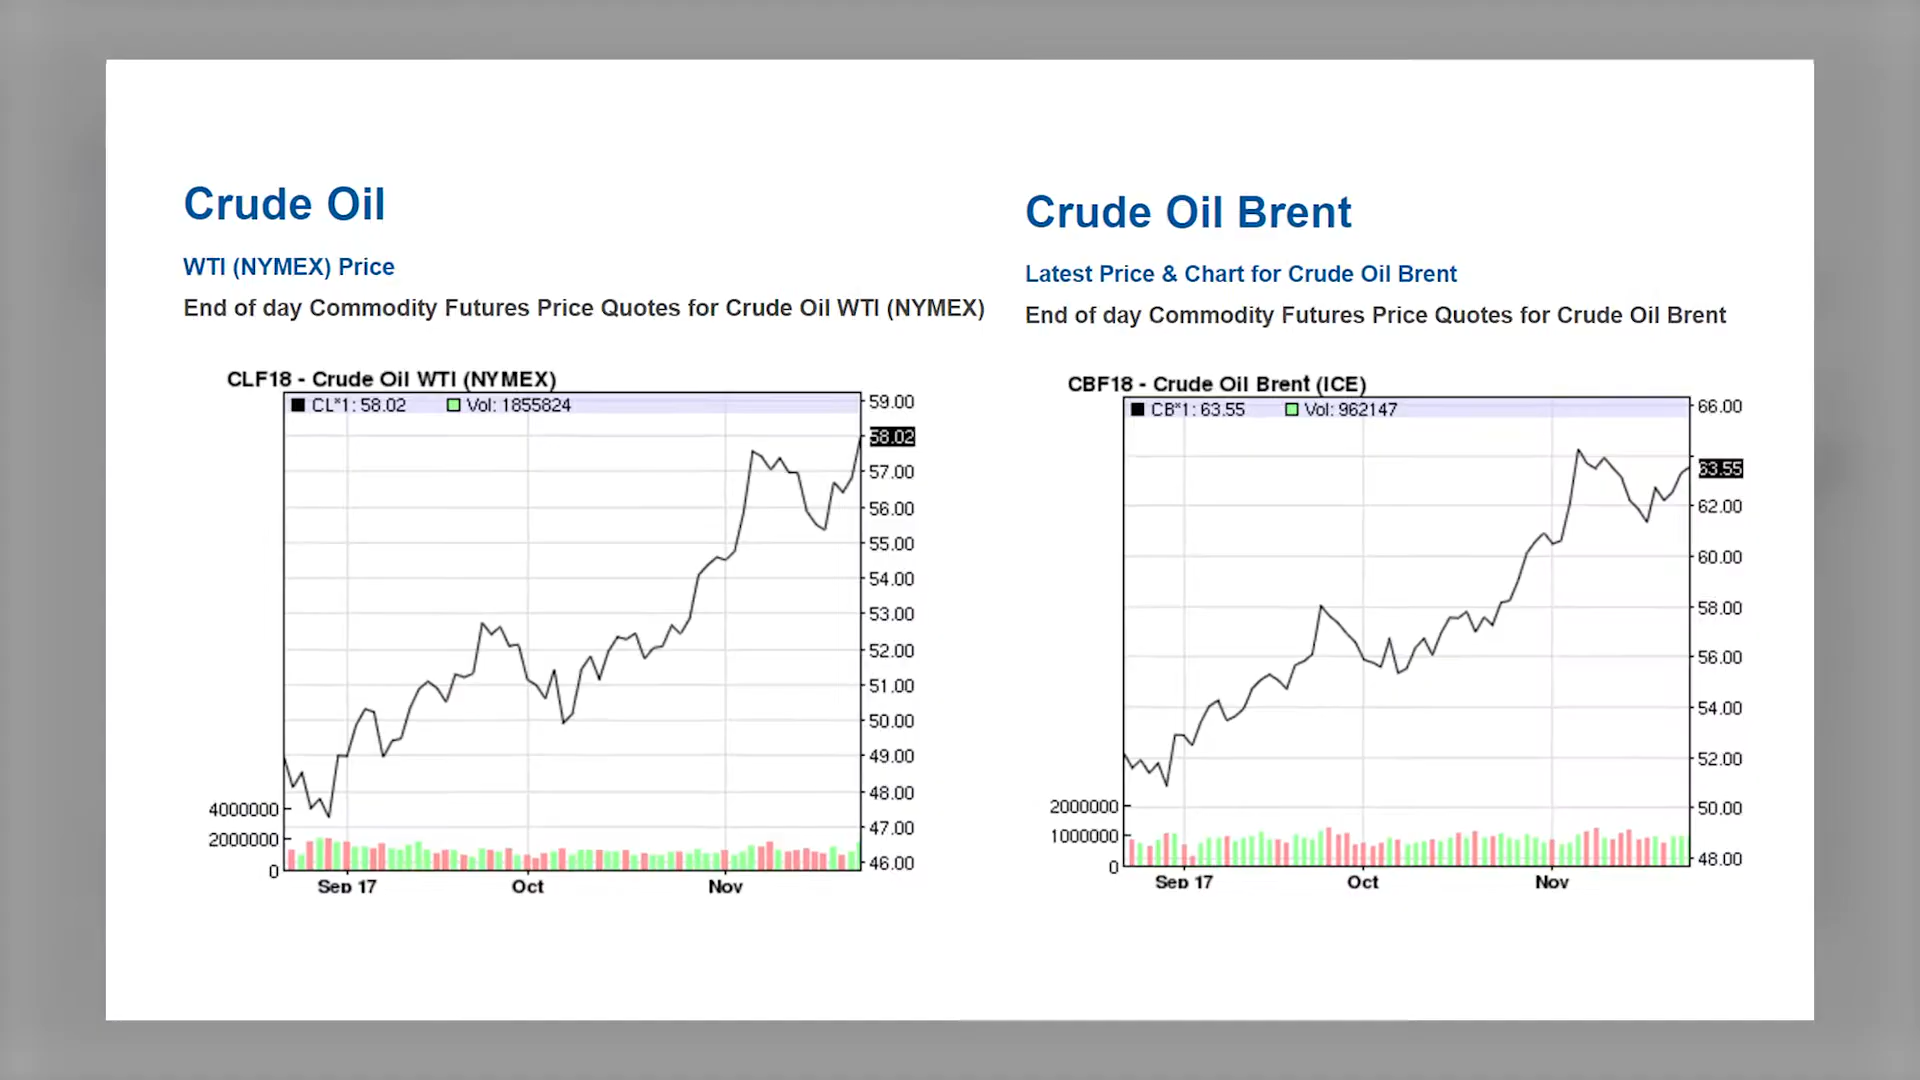 Crude Oil
WTI (NYMEX) Price
End of day Commodity Futures Price Quotes for Crude Oil WTI (NYMEX)
CLF18 - Crude Oil WTI (NYMEX)
CL*1: 58.02 Vol: 1855824
59.00
58.02
57.00
56.00
55.00
54.00
53.00
52.00
51.00
50.00
49.00
48.00
47.00
46.00
4000000
2000000
0
Sep 17 Oct Nov
Crude Oil Brent
Latest Price & Chart for Crude Oil Brent
End of day Commodity Futures Price Quotes for Crude Oil Brent
CBF18 - Crude Oil Brent (ICE)
CB*1: 63.55 Vol: 962147
66.00
63.55
62.00
60.00
58.00
56.00
54.00
52.00
50.00
48.00
2000000
1000000
0
Sep 17 Oct Nov